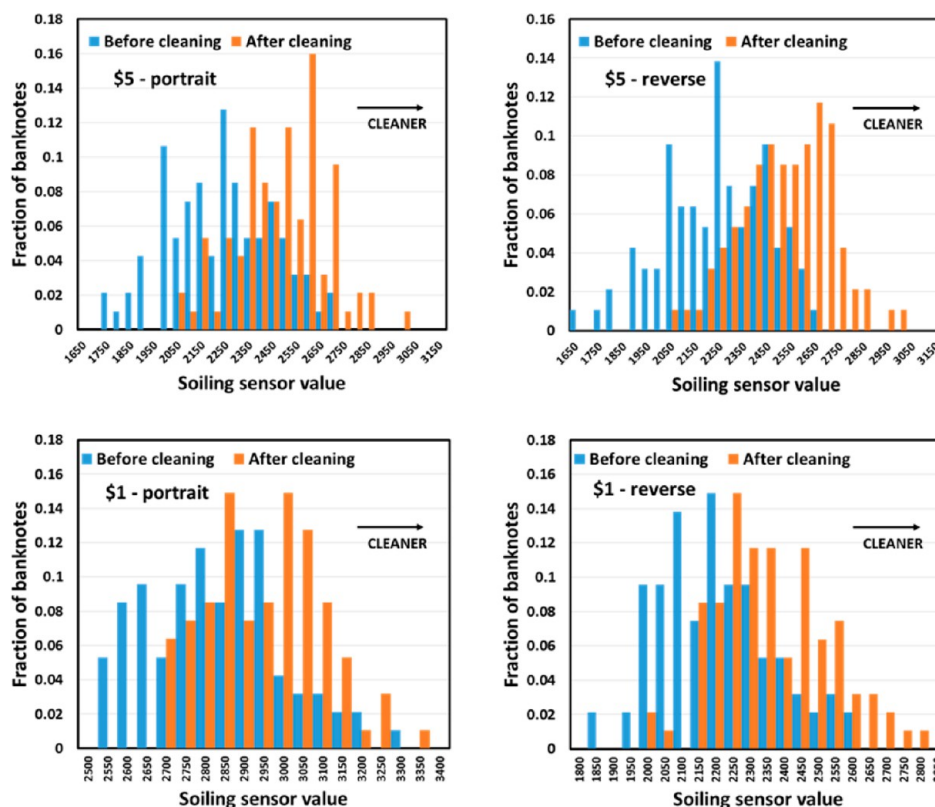 0.18
0.16
0.14
0.12
0.1
0.08
0.06
0.04
0.02
0
Fraction of banknotes
Before cleaning After cleaning
$5 - portrait
CLEANER
1650 1750 1850 1950 2050 2150 2250 2350 2450 2550 2650 2750 2850 2950 3050 3150
Soiling sensor value
0.16
0.14
0.12
0.1
0.08
0.06
0.04
0.02
0
Fraction of banknotes
Before cleaning After cleaning
$5 - reverse
CLEANER
1650 1750 1850 1950 2050 2150 2250 2350 2450 2550 2650 2750 2850 2950 3050
Soiling sensor value
0.18
0.16
0.14
0.12
0.1
0.08
0.06
0.04
0.02
0
Fraction of banknotes
Before cleaning After cleaning
$1 - portrait
CLEANER
2500 2550 2600 2650 2700 2750 2800 2850 2900 2950 3000 3050 3100 3150 3200 3250 3300 3350 3400
Soiling sensor value
0.18
0.16
0.14
0.12
0.1
0.08
0.06
0.04
0.02
0
Fraction of banknotes
Before cleaning After cleaning
$1 - reverse
CLEANER
1800 1850 1900 1950 2000 2050 2100 2150 2200 2250 2300 2350 2400 2450 2500 2550 2600 2650 2700 2750 2800
Soiling sensor value